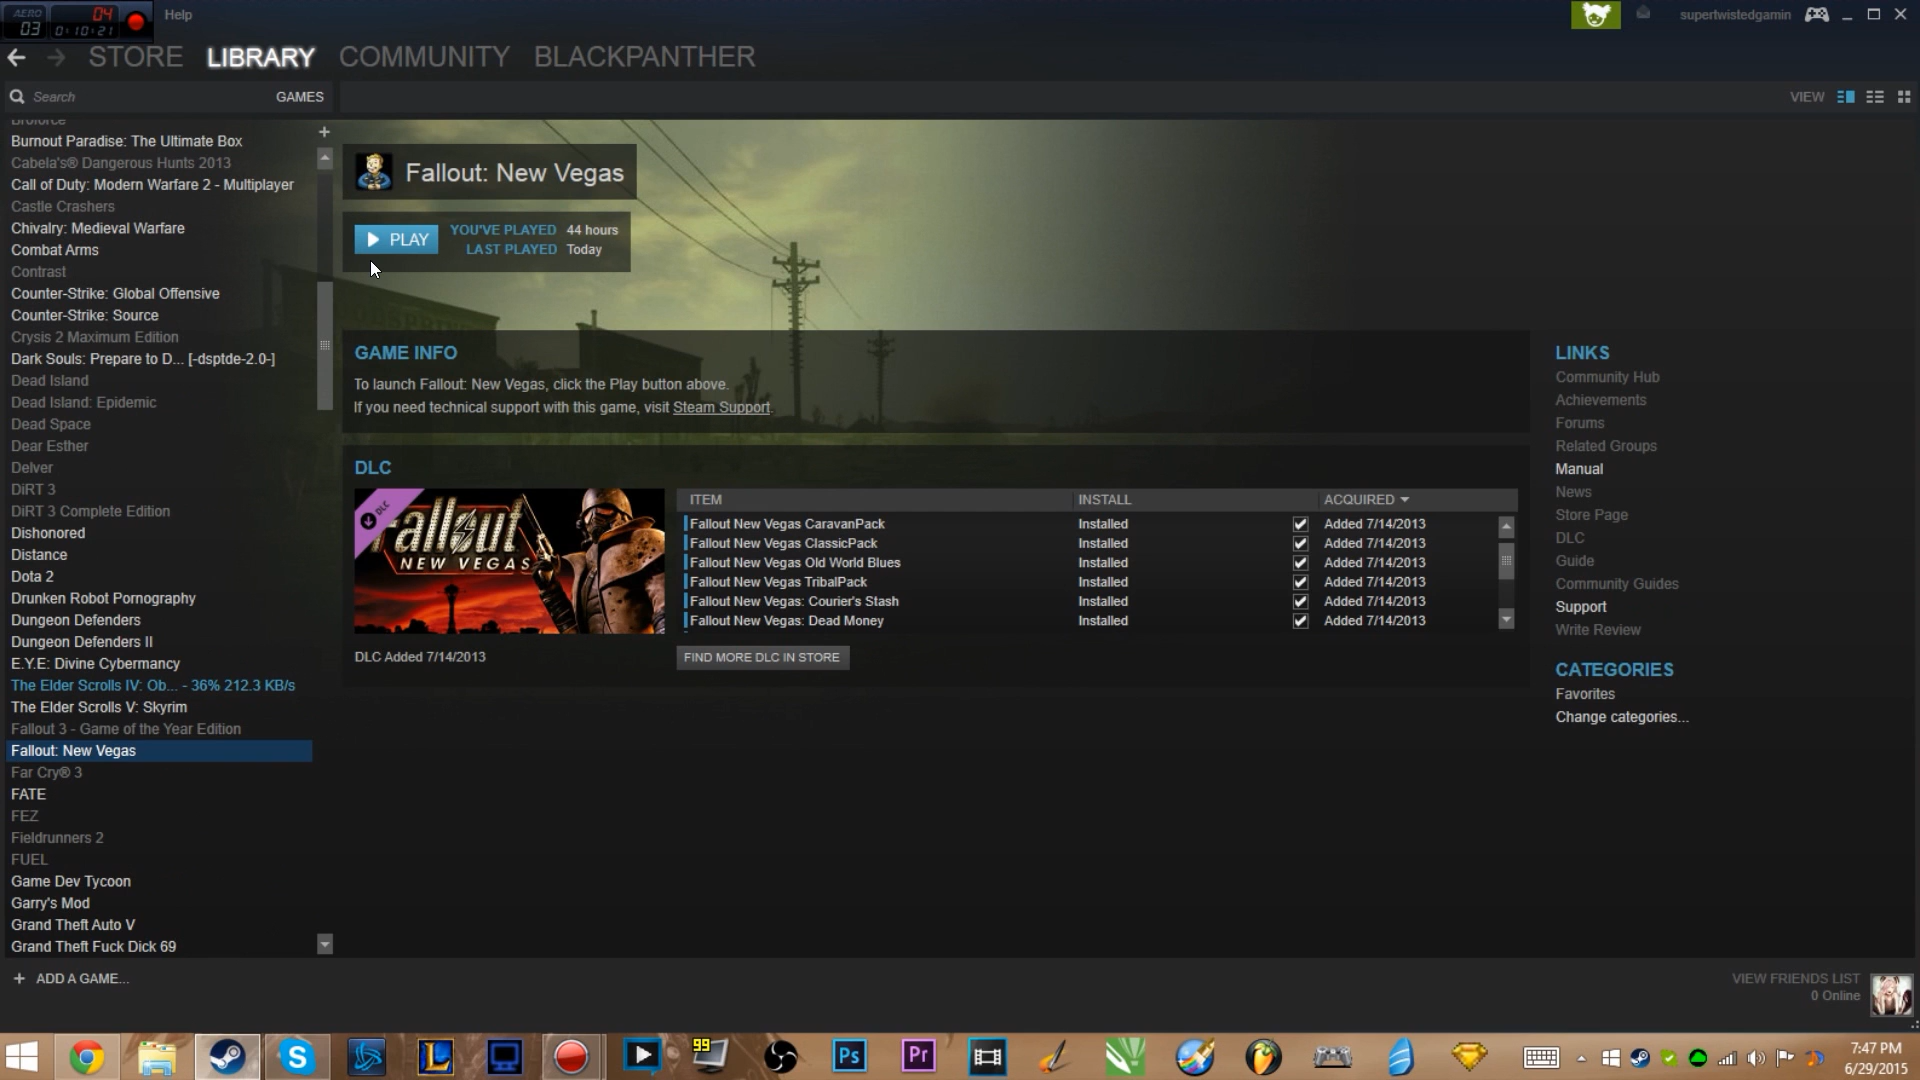 AERO 04 Help supertwistedgamin
03 0:10:21
STORE LIBRARY COMMUNITY BLACKPANTHER
Search GAMES VIEW
Broforce
Burnout Paradise: The Ultimate Box
Cabela's® Dangerous Hunts 2013
Call of Duty: Modern Warfare 2 - Multiplayer
Castle Crashers
Chivalry: Medieval Warfare
Combat Arms
Contrast
Counter-Strike: Global Offensive
Counter-Strike: Source
Crysis 2 Maximum Edition
Dark Souls: Prepare to D... [-dsptde-2.0-]
Dead Island
Dead Island: Epidemic
Dead Space
Dear Esther
Delver
DiRT 3
DiRT 3 Complete Edition
Dishonored
Distance
Dota 2
Drunken Robot Pornography
Dungeon Defenders
Dungeon Defenders II
E.Y.E: Divine Cybermancy
The Elder Scrolls IV: Ob... - 36% 212.3 KB/s
The Elder Scrolls V: Skyrim
Fallout 3 - Game of the Year Edition
Fallout: New Vegas
Far Cry® 3
FATE
FEZ
Fieldrunners 2
FUEL
Game Dev Tycoon
Garry's Mod
Grand Theft Auto V
Grand Theft Fuck Dick 69
+ ADD A GAME...
Fallout: New Vegas
PLAY
YOU'VE PLAYED 44 hours
LAST PLAYED Today
GAME INFO
To launch Fallout: New Vegas, click the Play button above.
If you need technical support with this game, visit Steam Support.
DLC
DLC
Fallout
NEW VEGAS
DLC Added 7/14/2013
ITEM INSTALL ACQUIRED
Fallout New Vegas CaravanPack Installed Added 7/14/2013
Fallout New Vegas ClassicPack Installed Added 7/14/2013
Fallout New Vegas Old World Blues Installed Added 7/14/2013
Fallout New Vegas TribalPack Installed Added 7/14/2013
Fallout New Vegas: Courier's Stash Installed Added 7/14/2013
Fallout New Vegas: Dead Money Installed Added 7/14/2013
FIND MORE DLC IN STORE
LINKS
Community Hub
Achievements
Forums
Related Groups
Manual
News
Store Page
DLC
Guide
Community Guides
Support
Write Review
CATEGORIES
Favorites
Change categories...
VIEW FRIENDS LIST
0 Online
S L 99 Ps Pr
7:47 PM
6/29/2015